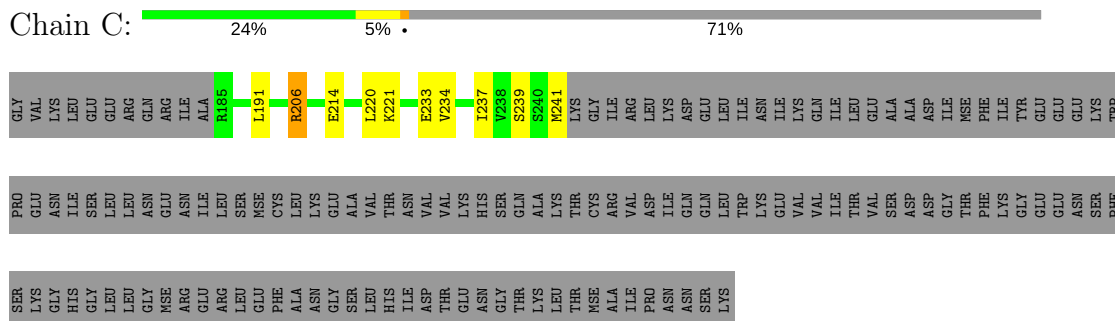 Chain C:
24% 5% • 71%
GLY VAL LYS LEU GLU GLU ARG GLN ARG ILE ALA R185 L191 R206 E214 L220 K221 E233 V234 I237 V238 S239 S240 M241 LYS GLY ILE ARG LEU LYS ASP GLU LEU ILE ASN ILE LYS GLN ILE LEU GLU ALA ALA ASP ILE MSE PHE ILE TYR GLU GLU GLU LYS TRP
PRO GLU ASN ILE SER LEU LEU ASN GLU ASN ILE LEU SER MSE CYS LEU LYS GLU ALA VAL THR ASN VAL VAL LYS HIS SER GLN ALA LYS THR CYS ARG VAL ASP ILE GLN GLN LEU TRP LYS GLU VAL VAL ILE THR VAL SER ASP ASP GLY THR PHE LYS GLY GLU GLU ASN SER PHE
SER LYS GLY HIS GLY LEU LEU GLY MSE ARG GLU ARG LEU GLU PHE ALA ASN GLY SER LEU HIS ILE ASP THR GLU ASN GLY THR LYS LEU THR MSE ALA ILE PRO ASN ASN SER LYS